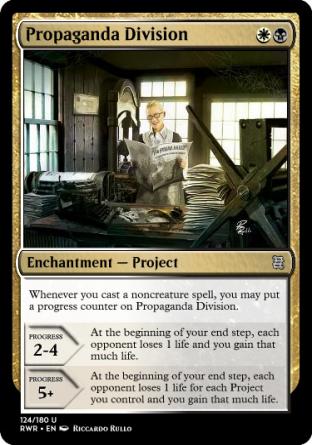 Propaganda Division
Enchantment — Project
Whenever you cast a noncreature spell, you may put
a progress counter on Propaganda Division.
PROGRESS
2-4
At the beginning of your end step, each
opponent loses 1 life and you gain that
much life.
PROGRESS
5+
At the beginning of your end step, each
opponent loses 1 life for each Project
you control and you gain that much life.
124/180 U
RWR • EN Riccardo Rullo